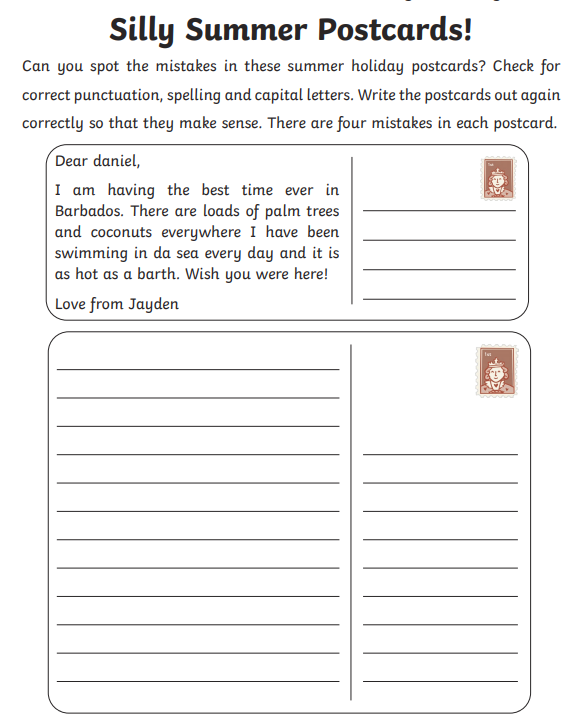 Silly Summer Postcards!
Can you spot the mistakes in these summer holiday postcards? Check for
correct punctuation, spelling and capital letters. Write the postcards out again
correctly so that they make sense. There are four mistakes in each postcard.
Dear daniel,
I am having the best time ever in
Barbados. There are loads of palm trees
and coconuts everywhere I have been
swimming in da sea every day and it is
as hot as a barth. Wish you were here!
Love from Jayden